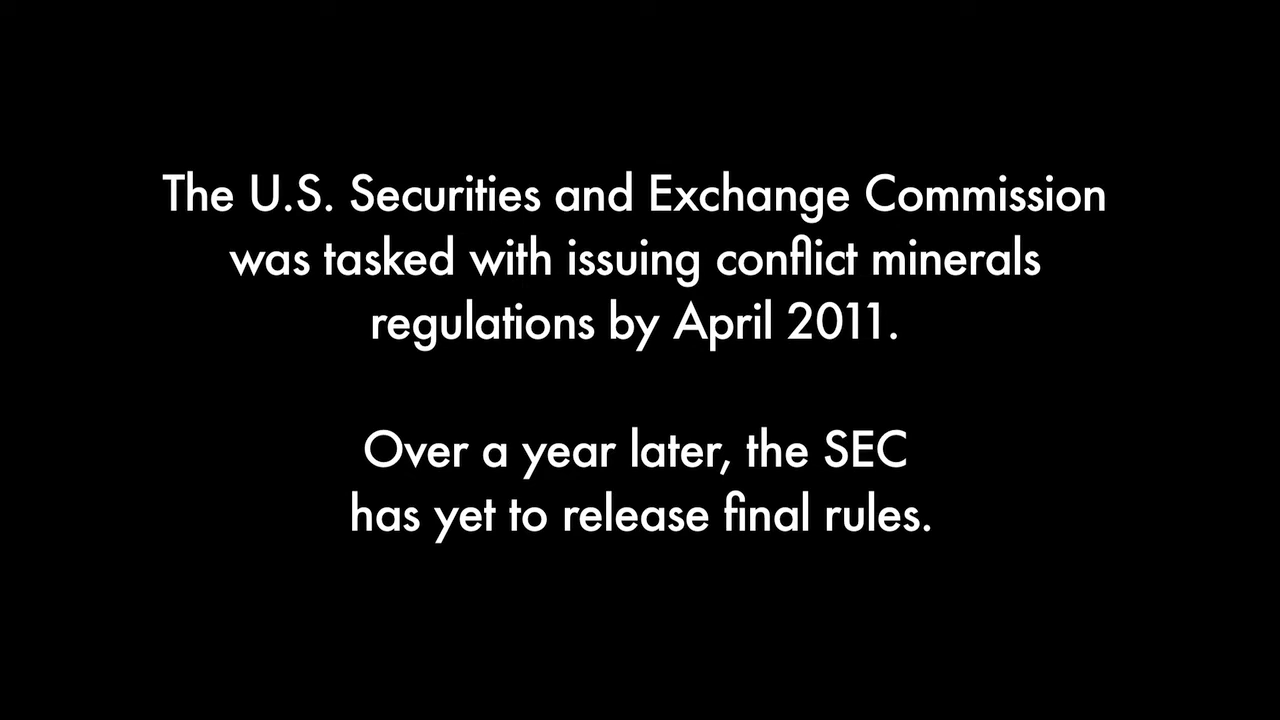 The U.S. Securities and Exchange Commission
was tasked with issuing conflict minerals
regulations by April 2011.
Over a year later, the SEC
has yet to release final rules.